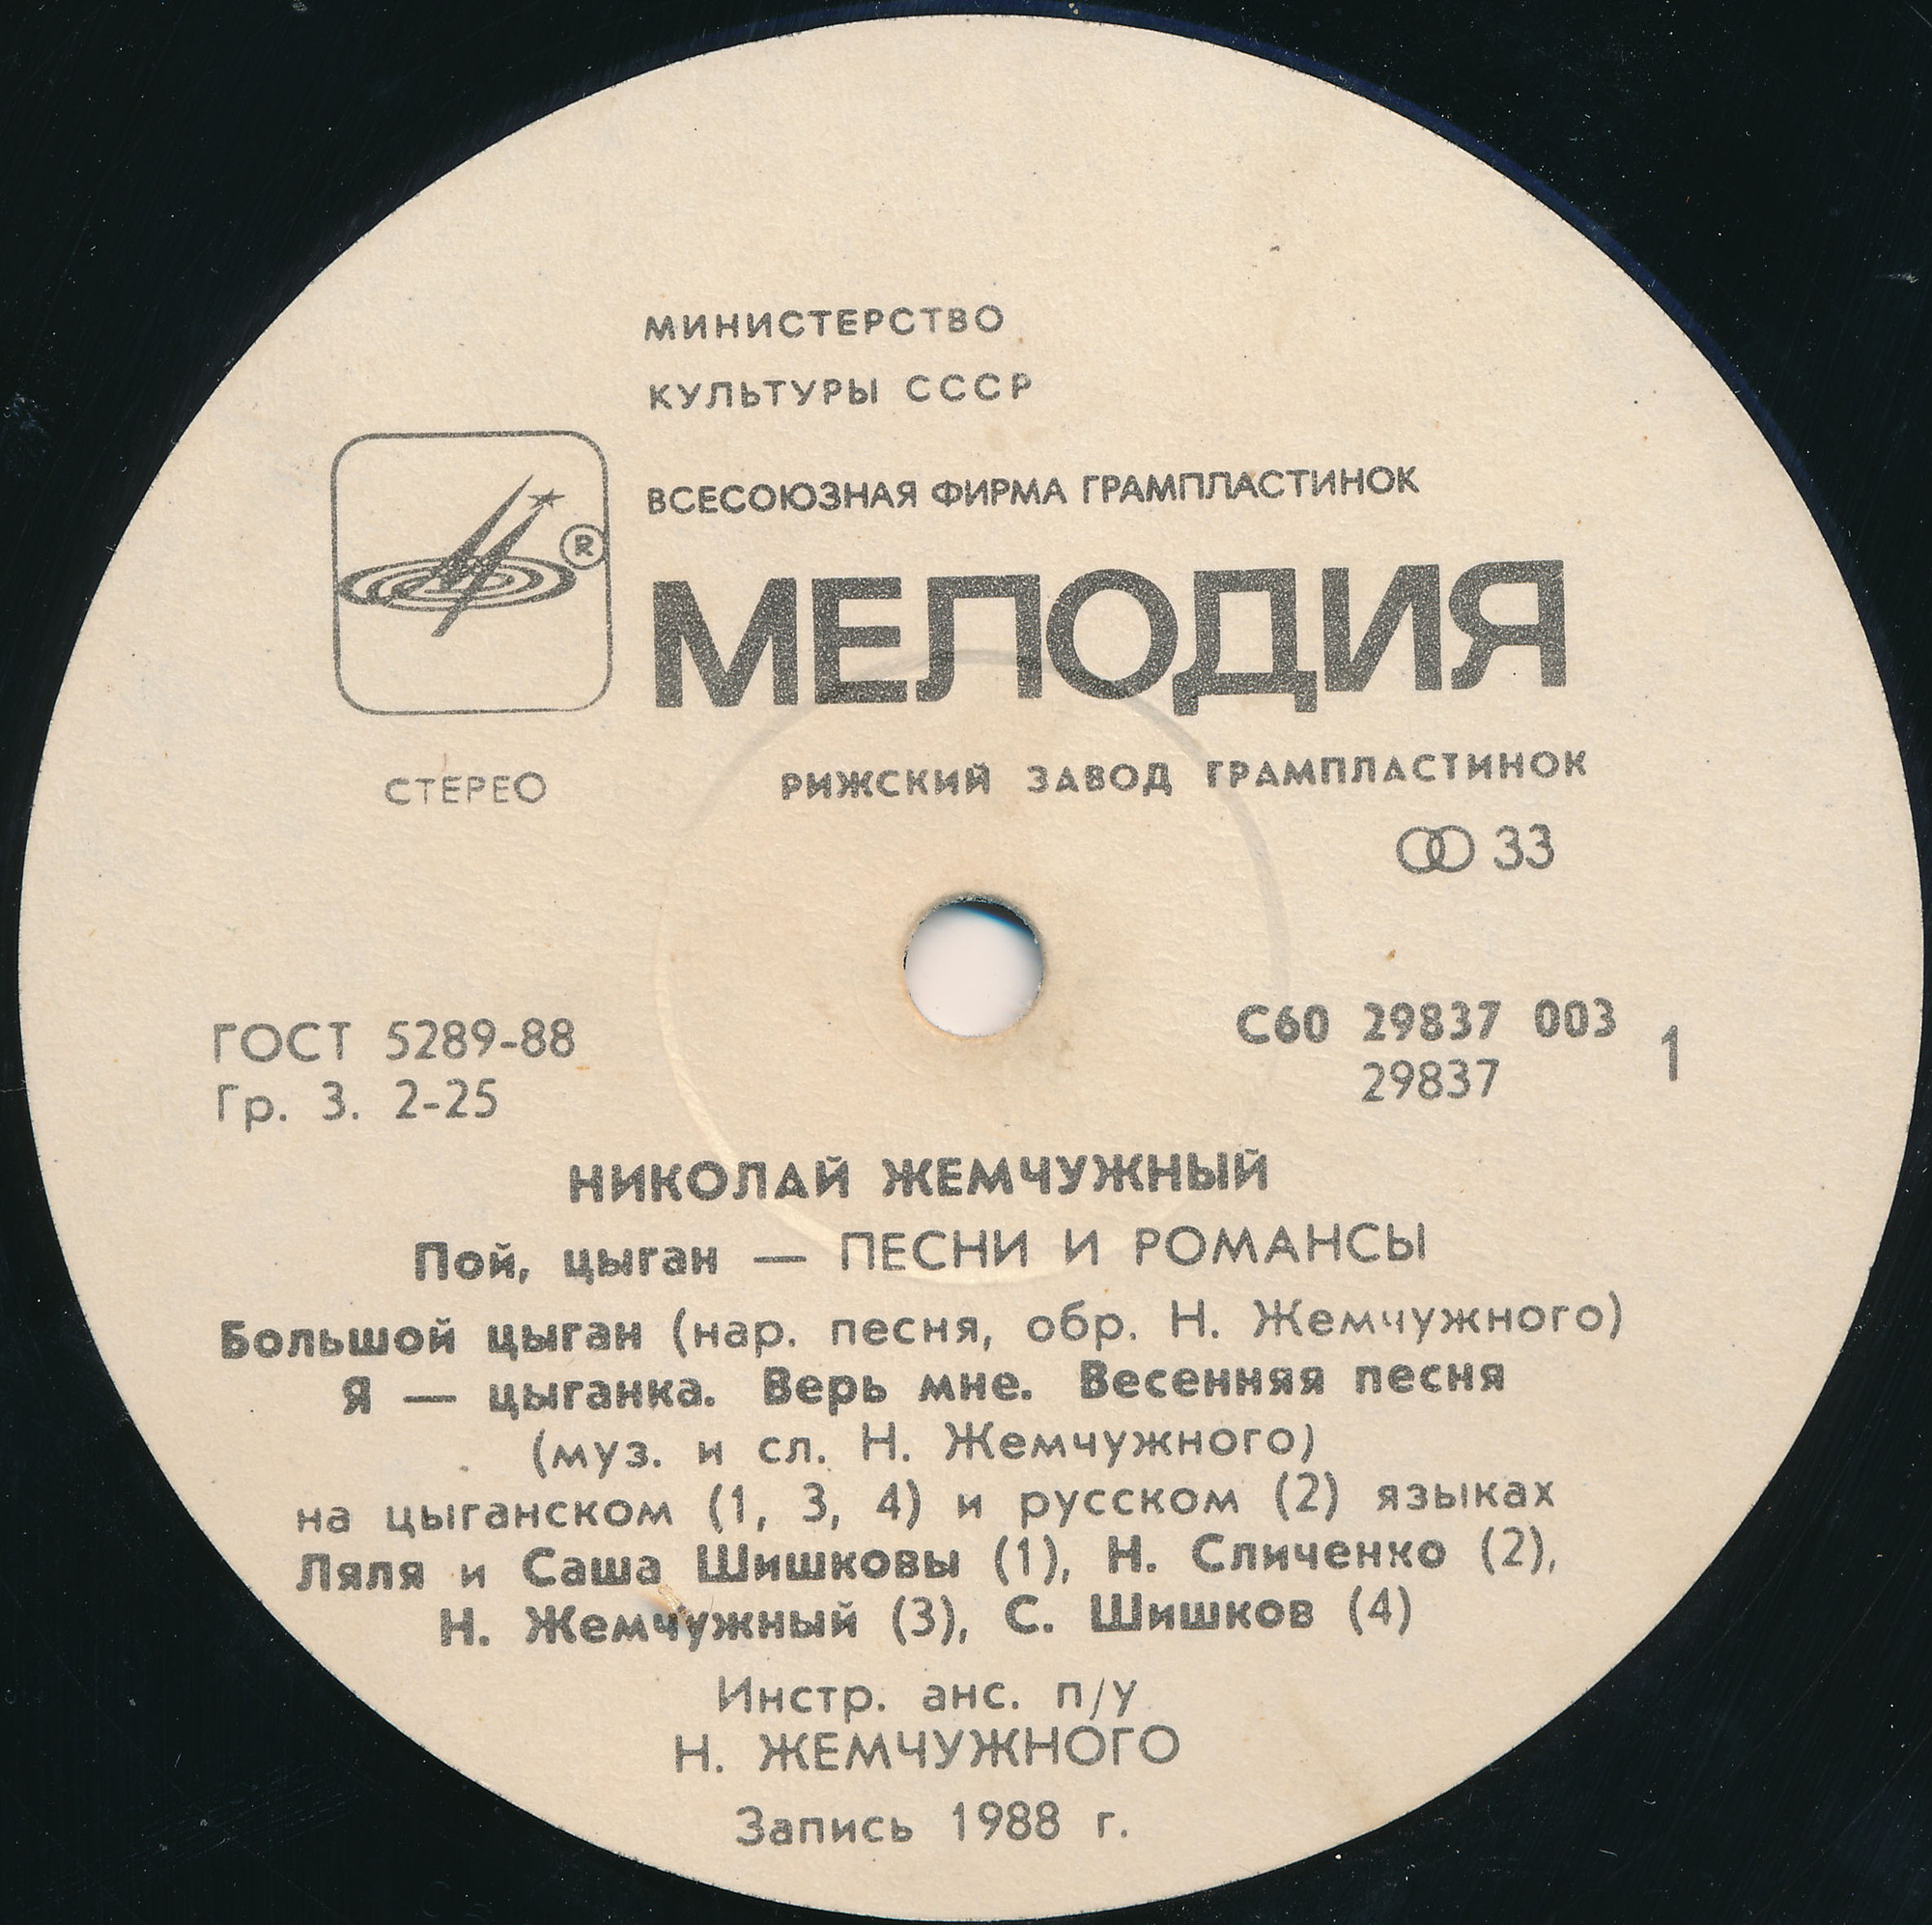 МИНИСТЕРСТВО
КУЛЬТУРЫ СССР
ВСЕСОЮЗНАЯ ФИРМА ГРАМПЛАСТИНОК
®
МЕЛОДИЯ
СТЕРЕО
РИЖСКИЙ ЗАВОД ГРАМПЛАСТИНОК
33
ГОСТ 5289-88
Гр. 3. 2-25
С60 29837 003
29837
1
НИКОЛАЙ ЖЕМЧУЖНЫЙ
Пой, цыган — ПЕСНИ И РОМАНСЫ
Большой цыган (нар. песня, обр. Н. Жемчужного)
Я — цыганка. Верь мне. Весенняя песня
(муз. и сл. Н. Жемчужного)
на цыганском (1, 3, 4) и русском (2) языках
Ляля и Саша Шишковы (1), Н. Сличенко (2),
Н. Жемчужный (3), С. Шишков (4)
Инстр. анс. п/у
Н. ЖЕМЧУЖНОГО
Запись 1988 г.